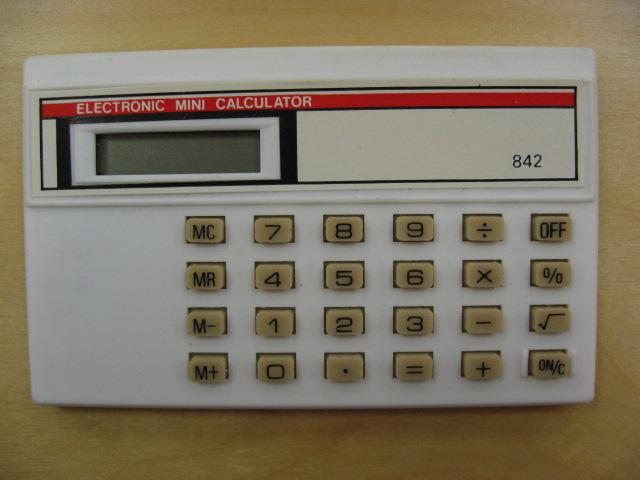 ELECTRONIC MINI CALCULATOR
842
MC 7 8 9 ÷ OFF
MR 4 5 6 X %
M- 1 2 3 - √
M+ 0 . = + ON/C